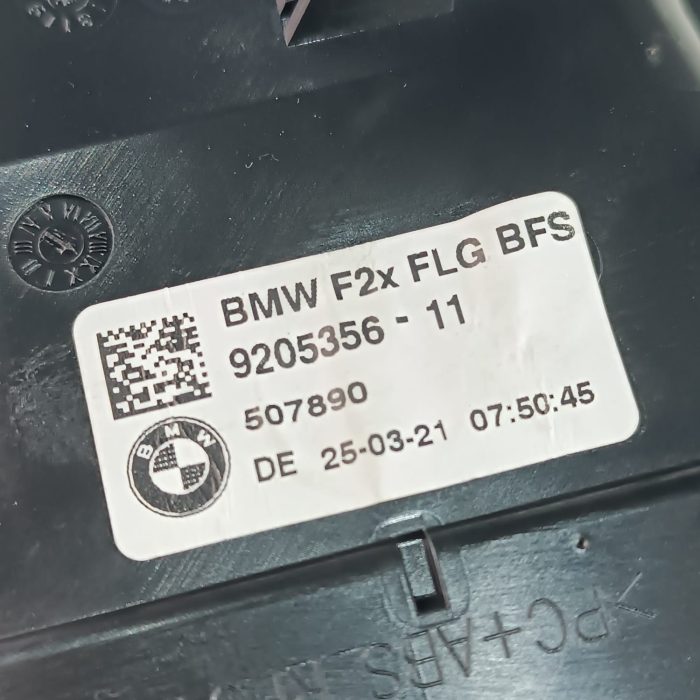 BMW F2x FLG BFS
9205356 - 11
507890
BMW
DE 25-03-21 07:50:45
>PC+ABS